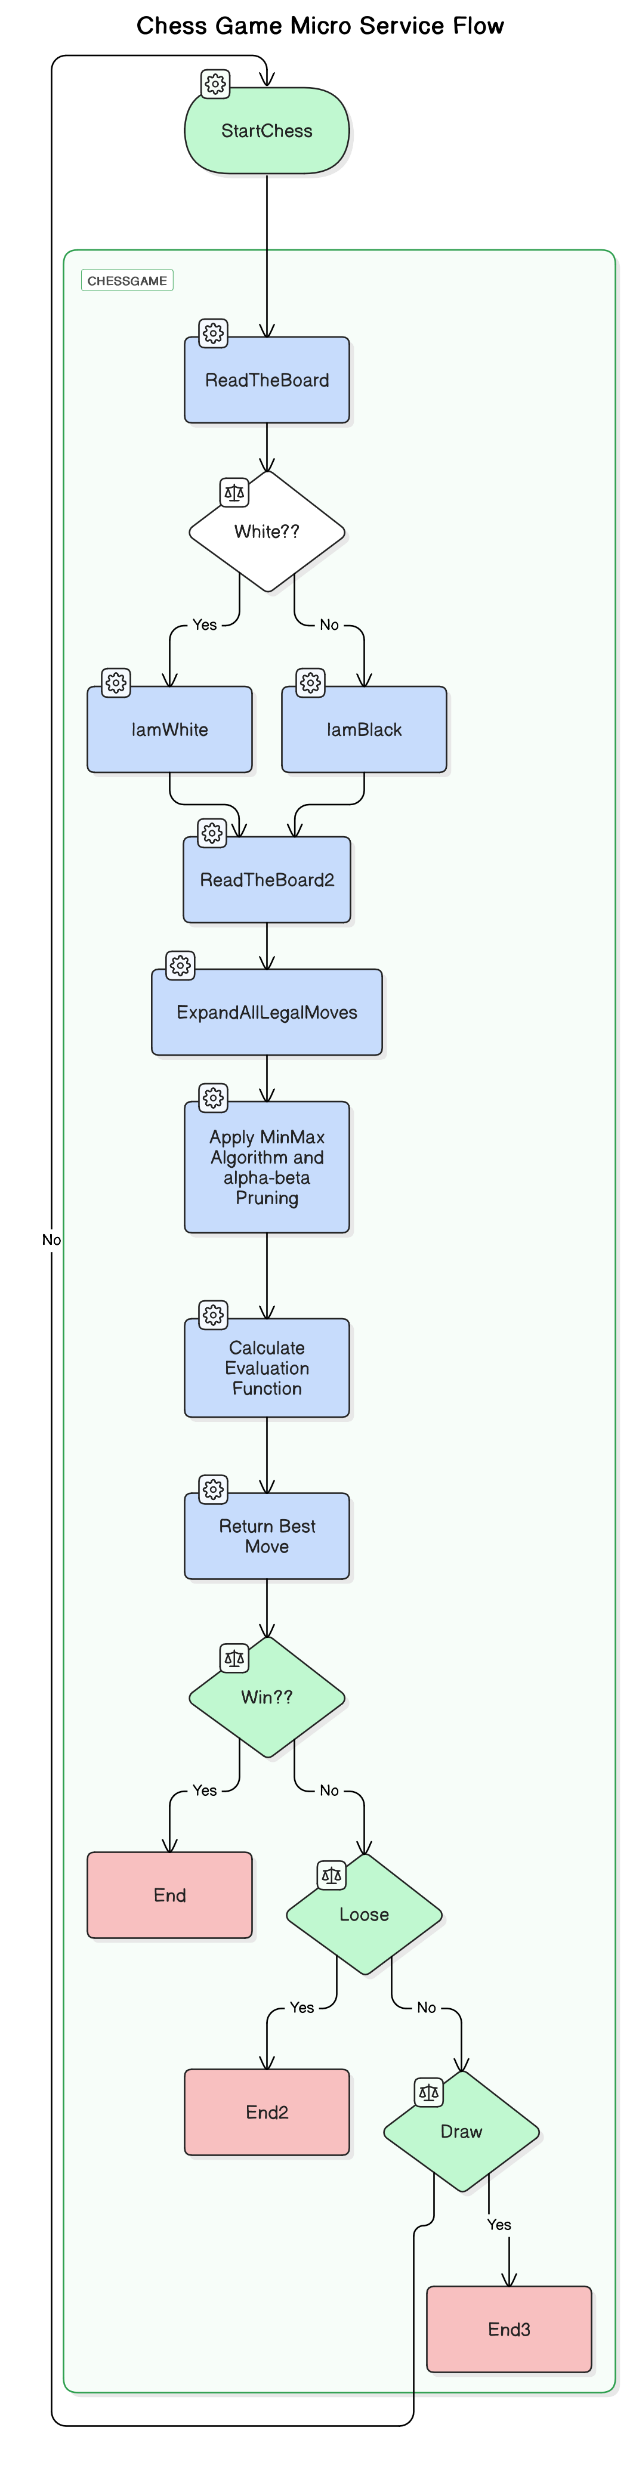 Chess Game Micro Service Flow
StartChess
CHESSGAME
ReadTheBoard
White??
Yes
No
IamWhite
IamBlack
ReadTheBoard2
ExpandAllLegalMoves
Apply MinMax
Algorithm and
alpha-beta
Pruning
No
Calculate
Evaluation
Function
Return Best
Move
Win??
Yes
No
End
Loose
Yes
No
End2
Draw
Yes
End3